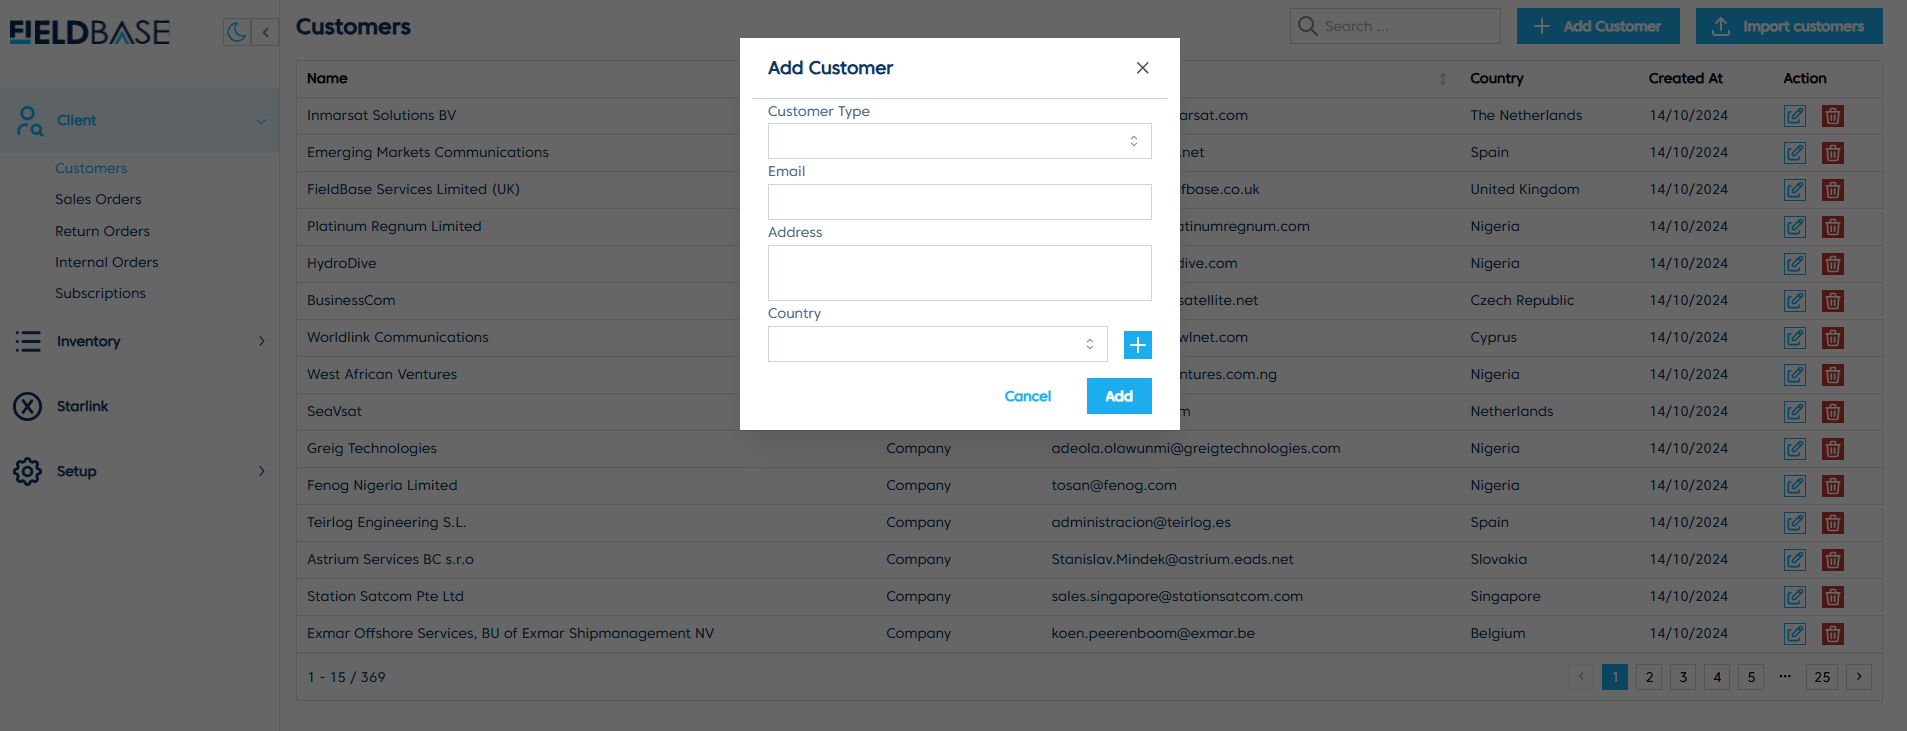 FIELDBASE
Customers
Search ...
Add Customer
Import customers
Client
Customers
Sales Orders
Return Orders
Internal Orders
Subscriptions
Inventory
Starlink
Setup
Add Customer
Customer Type
Email
Address
Country
Cancel
Add
Name Country Created At Action
Inmarsat Solutions BV arsat.com The Netherlands 14/10/2024
Emerging Markets Communications .net Spain 14/10/2024
FieldBase Services Limited (UK) fbase.co.uk United Kingdom 14/10/2024
Platinum Regnum Limited atinumregnum.com Nigeria 14/10/2024
HydroDive dive.com Nigeria 14/10/2024
BusinessCom satellite.net Czech Republic 14/10/2024
Worldlink Communications wlnet.com Cyprus 14/10/2024
West African Ventures ntures.com.ng Nigeria 14/10/2024
SeaVsat m Netherlands 14/10/2024
Greig Technologies Company adeola.olawunmi@greigtechnologies.com Nigeria 14/10/2024
Fenog Nigeria Limited Company tosan@fenog.com Nigeria 14/10/2024
Teirlog Engineering S.L. Company administracion@teirlog.es Spain 14/10/2024
Astrium Services BC s.r.o Company Stanislav.Mindek@astrium.eads.net Slovakia 14/10/2024
Station Satcom Pte Ltd Company sales.singapore@stationsatcom.com Singapore 14/10/2024
Exmar Offshore Services, BU of Exmar Shipmanagement NV Company koen.peerenboom@exmar.be Belgium 14/10/2024
1 - 15 / 369
1 2 3 4 5 ••• 25